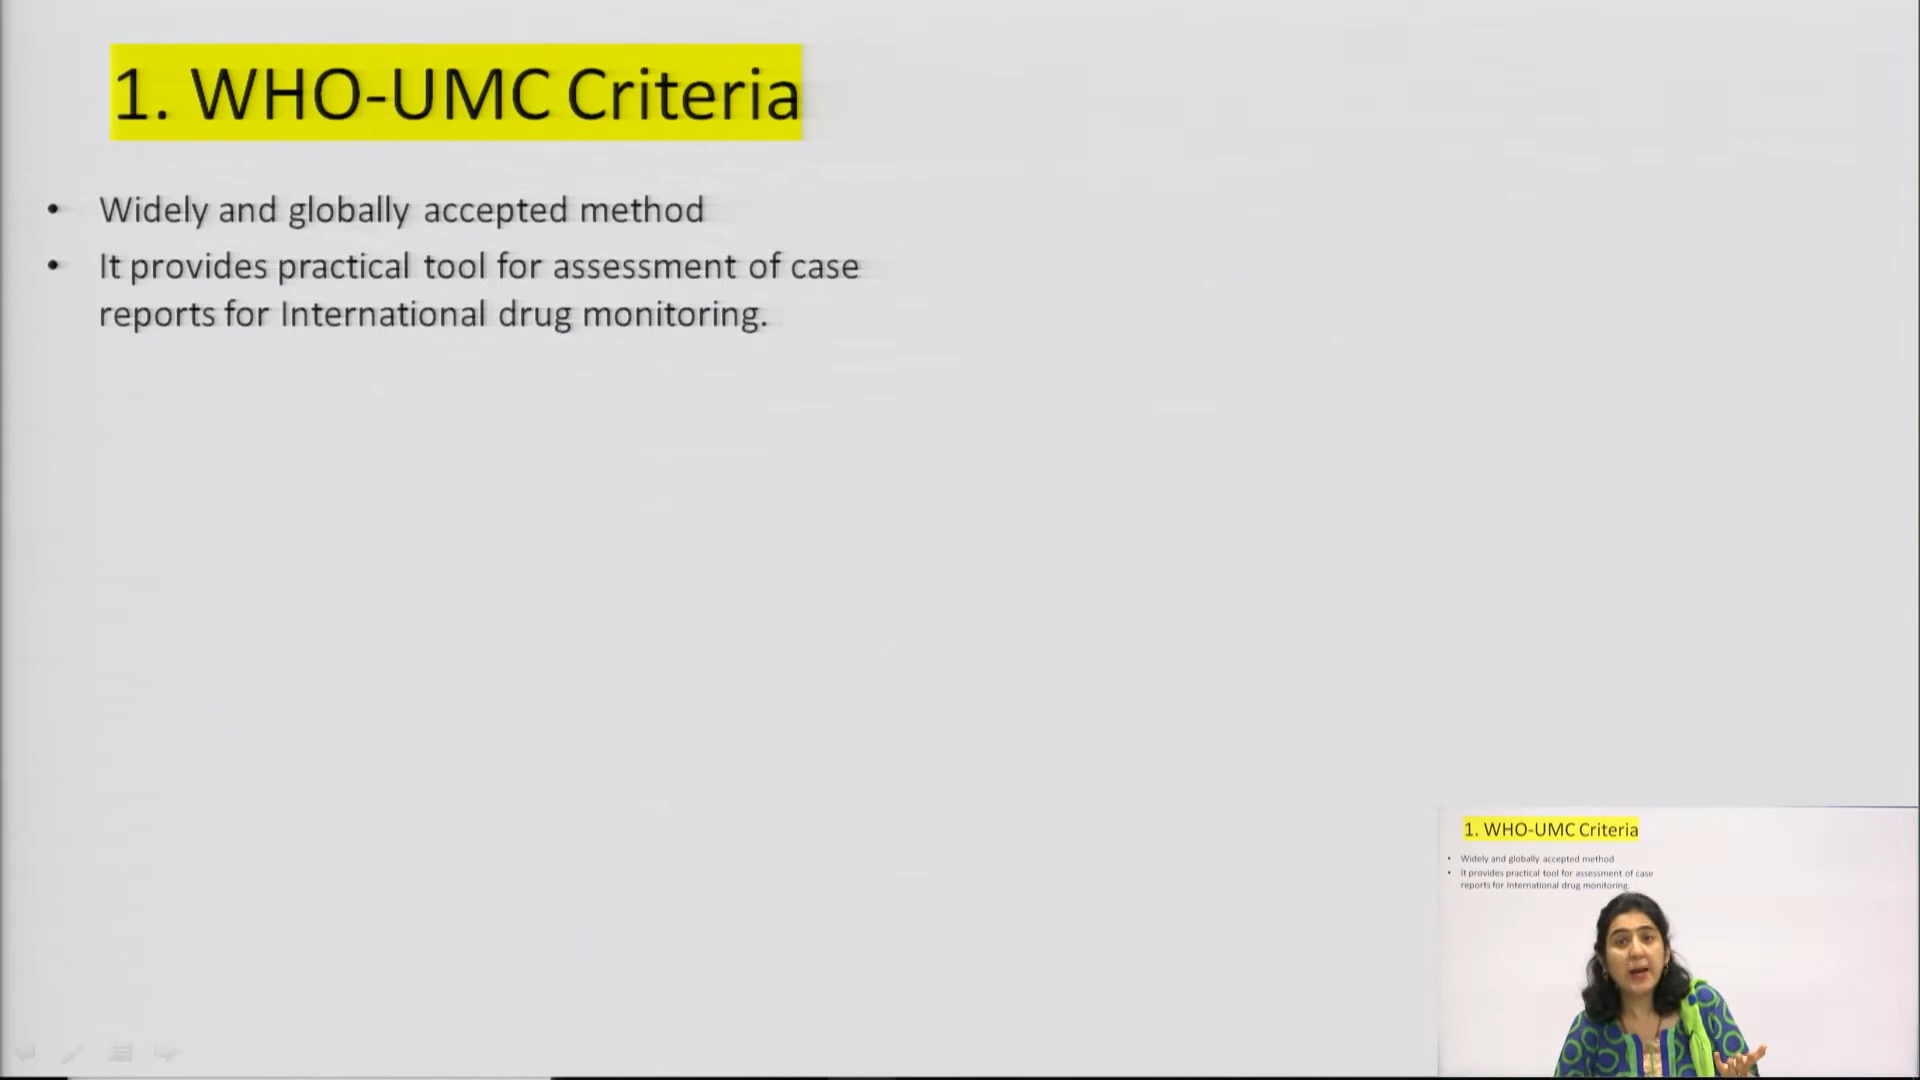 1. WHO-UMC Criteria
• Widely and globally accepted method
• It provides practical tool for assessment of case
reports for International drug monitoring.
1. WHO-UMC Criteria
• Widely and globally accepted method
• It provides practical tool for assessment of case
reports for International drug monitoring.